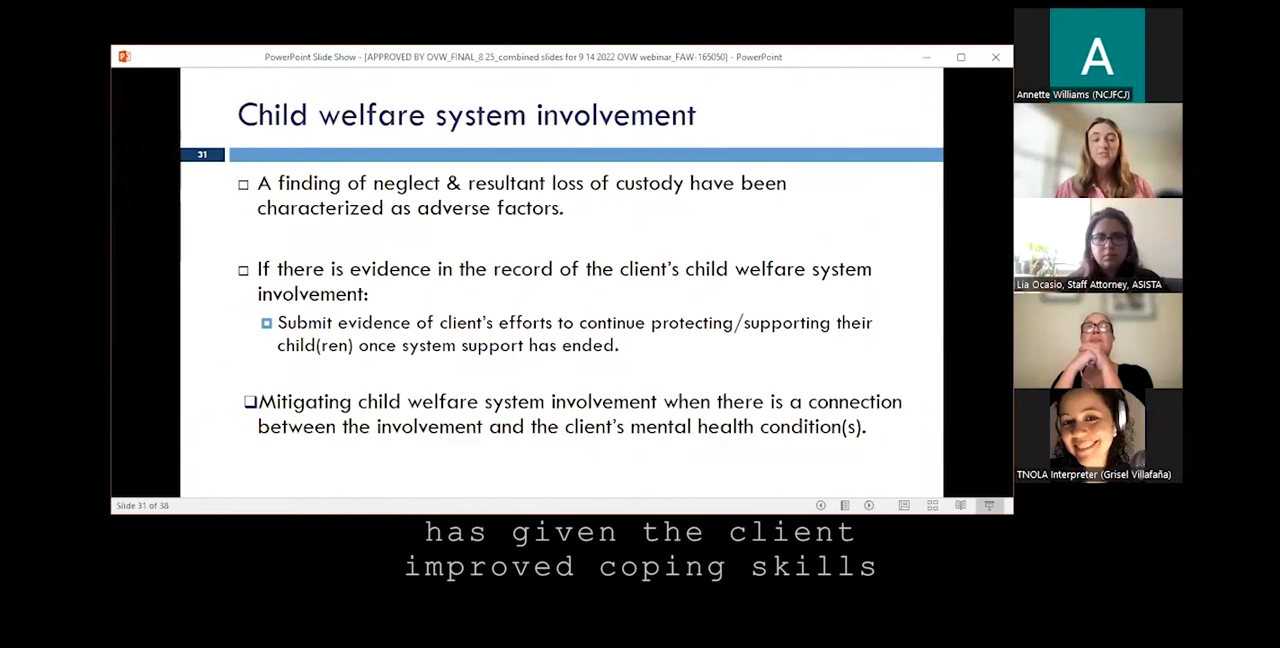 PowerPoint Slide Show - [APPROVED BY OVW_FINAL_8 25_combined slides for 9 14 2022 OVW webinar_FAW-165050] - PowerPoint
Child welfare system involvement
31
A finding of neglect & resultant loss of custody have been
characterized as adverse factors.
If there is evidence in the record of the client's child welfare system
involvement:
Submit evidence of client's efforts to continue protecting/supporting their
child(ren) once system support has ended.
Mitigating child welfare system involvement when there is a connection
between the involvement and the client's mental health condition(s).
Slide 31 of 38
has given the client
improved coping skills
A
Annette Williams (NCJFCJ)
Lia Ocasio, Staff Attorney, ASISTA
TNOLA Interpreter (Grisel Villafaña)